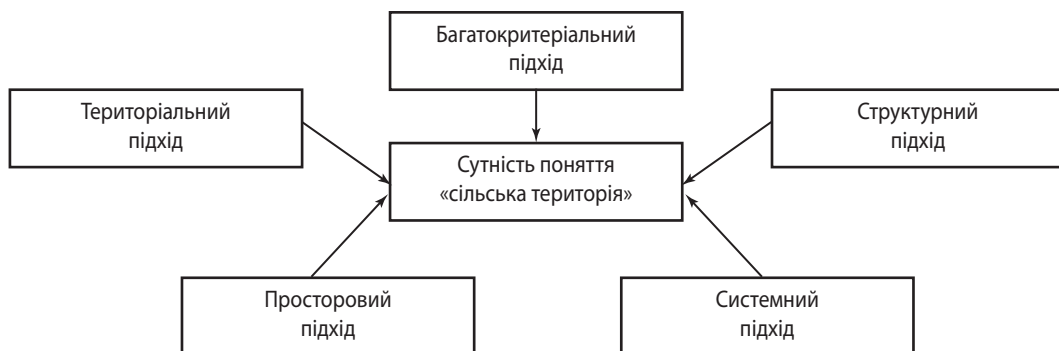 Багатокритеріальний
підхід
Територіальний
підхід
Структурний
підхід
Сутність поняття
«сільська територія»
Просторовий
підхід
Системний
підхід